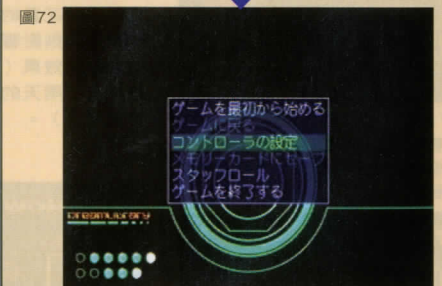 圖72
ゲームを最初から始める
ゲームに戻る
コントローラの設定
メモリーカードにセーブ
スタッフロール
ゲームを終了する